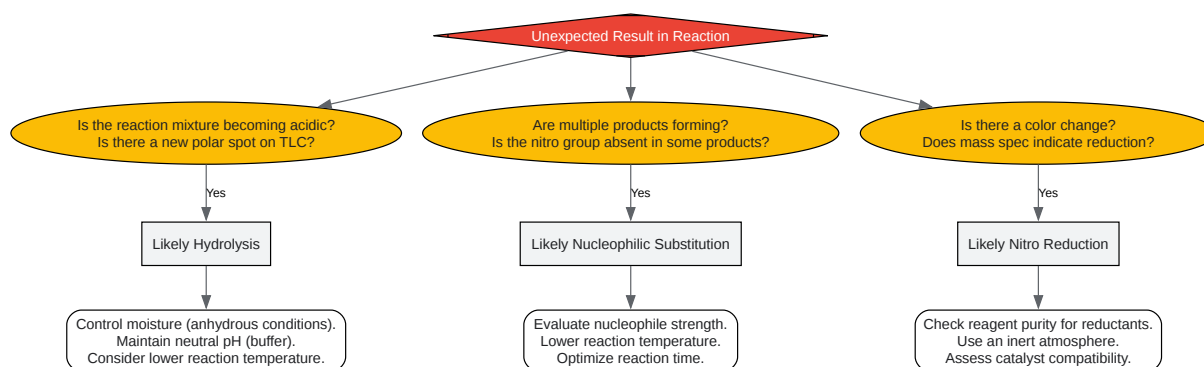 Unexpected Result in Reaction
Is the reaction mixture becoming acidic?
Is there a new polar spot on TLC?
Are multiple products forming?
Is the nitro group absent in some products?
Is there a color change?
Does mass spec indicate reduction?
Yes
Yes
Yes
Likely Hydrolysis
Likely Nucleophilic Substitution
Likely Nitro Reduction
Control moisture (anhydrous conditions).
Maintain neutral pH (buffer).
Consider lower reaction temperature.
Evaluate nucleophile strength.
Lower reaction temperature.
Optimize reaction time.
Check reagent purity for reductants.
Use an inert atmosphere.
Assess catalyst compatibility.